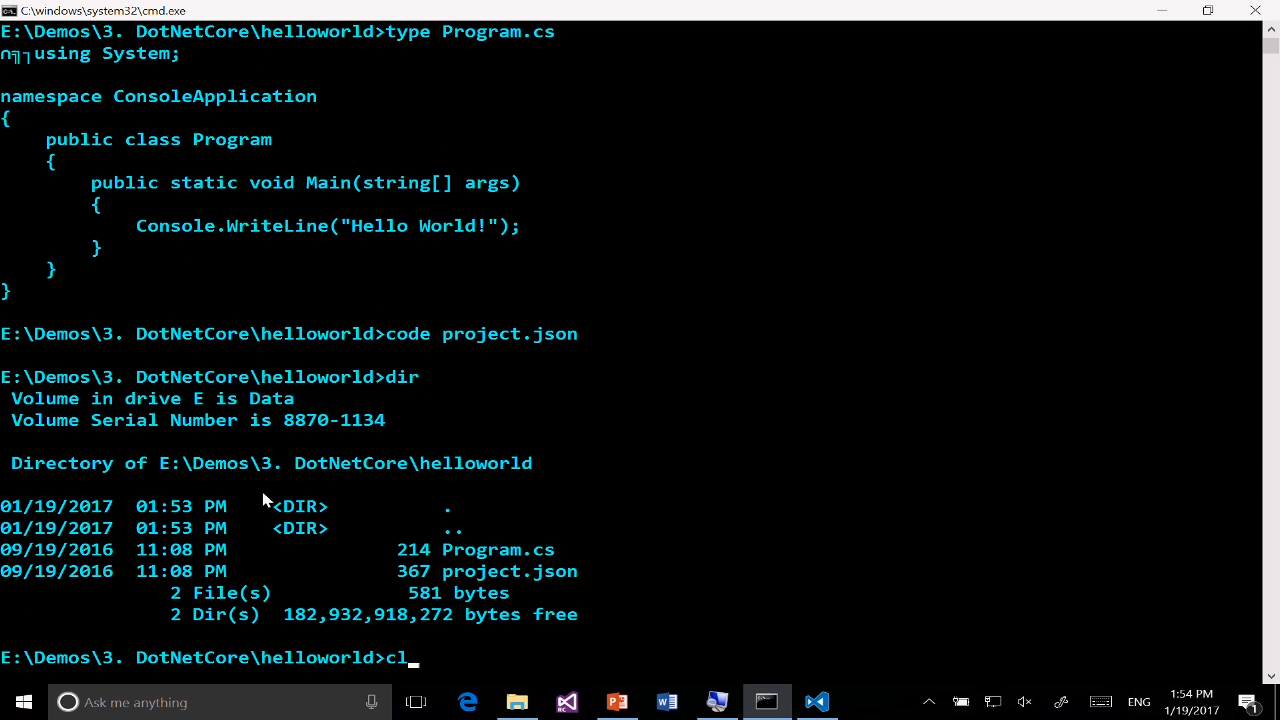 C:\windows\system32\cmd.exe
E:\Demos\3. DotNetCore\helloworld>type Program.cs
∩╗┐using System;
namespace ConsoleApplication
{
    public class Program
    {
        public static void Main(string[] args)
        {
            Console.WriteLine("Hello World!");
        }
    }
}
E:\Demos\3. DotNetCore\helloworld>code project.json
E:\Demos\3. DotNetCore\helloworld>dir
 Volume in drive E is Data
 Volume Serial Number is 8870-1134
 Directory of E:\Demos\3. DotNetCore\helloworld
01/19/2017  01:53 PM    <DIR>          .
01/19/2017  01:53 PM    <DIR>          ..
09/19/2016  11:08 PM               214 Program.cs
09/19/2016  11:08 PM               367 project.json
               2 File(s)            581 bytes
               2 Dir(s)  182,932,918,272 bytes free
E:\Demos\3. DotNetCore\helloworld>cl_
Ask me anything
ENG
1:54 PM
1/19/2017
1